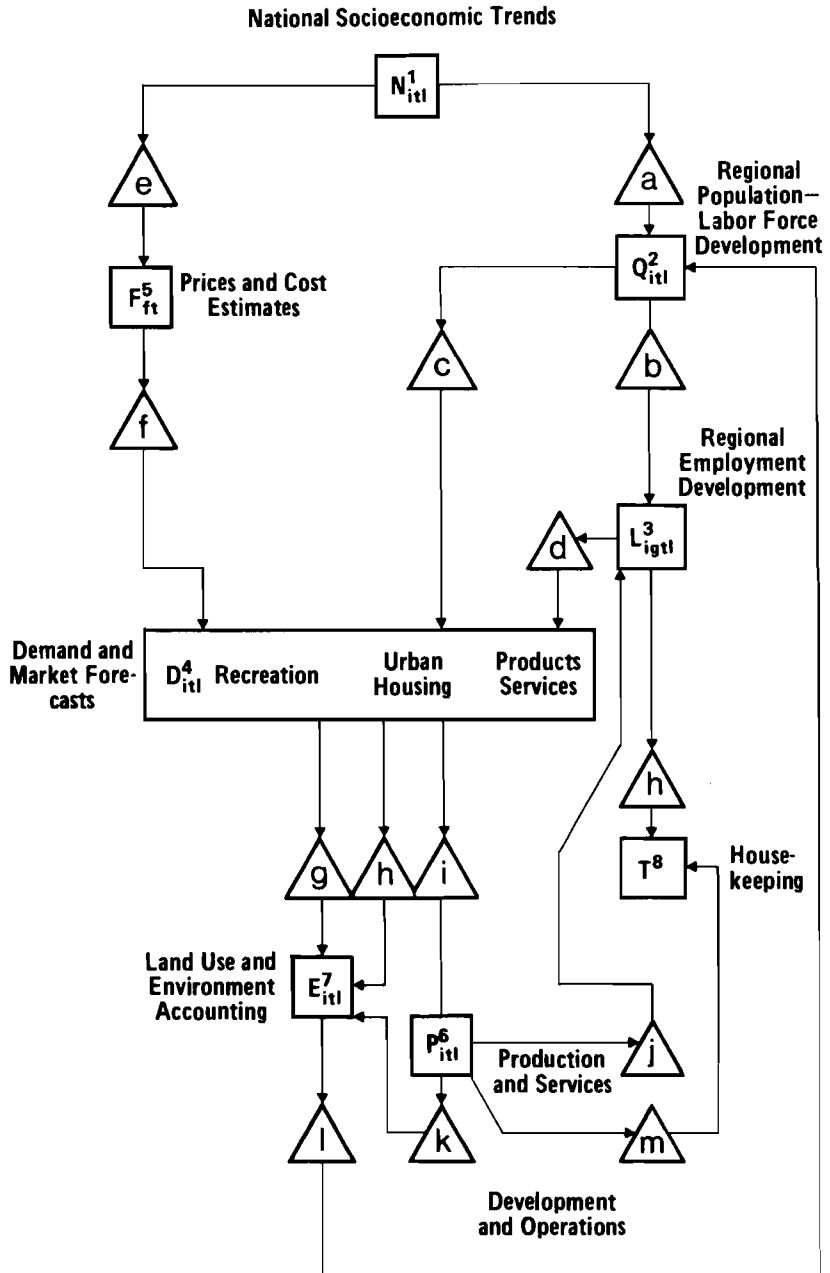 National Socioeconomic Trends
N¹itl
e
a
Regional
Population—
Labor Force
Development
Q²itl
F⁵ft
Prices and Cost
Estimates
c
b
f
Regional
Employment
Development
d
L³igtl
Demand and
Market Fore-
casts
D⁴itl Recreation
Urban
Housing
Products
Services
h
g
h
i
T⁸
House-
keeping
Land Use and
Environment
Accounting
E⁷itl
P⁶itl
Production
and Services
j
l
k
m
Development
and Operations